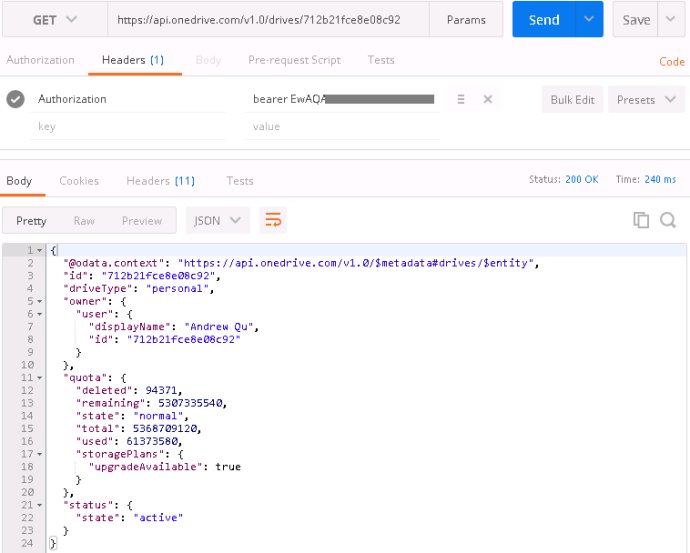 GET https://api.onedrive.com/v1.0/drives/712b21fce8e08c92 Params Send Save
Authorization Headers (1) Body Pre-request Script Tests Code
Authorization bearer EwAQA Bulk Edit Presets
key value
Body Cookies Headers (11) Tests Status: 200 OK Time: 240 ms
Pretty Raw Preview JSON
1 {
2 "@odata.context": "https://api.onedrive.com/v1.0/$metadata#drives/$entity",
3 "id": "712b21fce8e08c92",
4 "driveType": "personal",
5 "owner": {
6 "user": {
7 "displayName": "Andrew Qu",
8 "id": "712b21fce8e08c92"
9 }
10 },
11 "quota": {
12 "deleted": 94371,
13 "remaining": 5307335540,
14 "state": "normal",
15 "total": 5368709120,
16 "used": 61373580,
17 "storagePlans": {
18 "upgradeAvailable": true
19 }
20 },
21 "status": {
22 "state": "active"
23 }
24 }